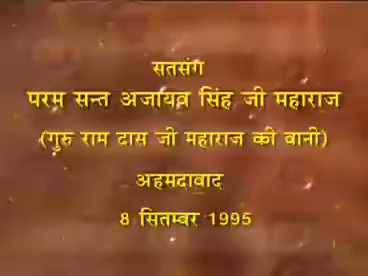 सतसंग
परम सन्त अजायब सिंह जी महाराज
(गुरु राम दास जी महाराज की बानी)
अहमदाबाद
8 सितम्बर 1995